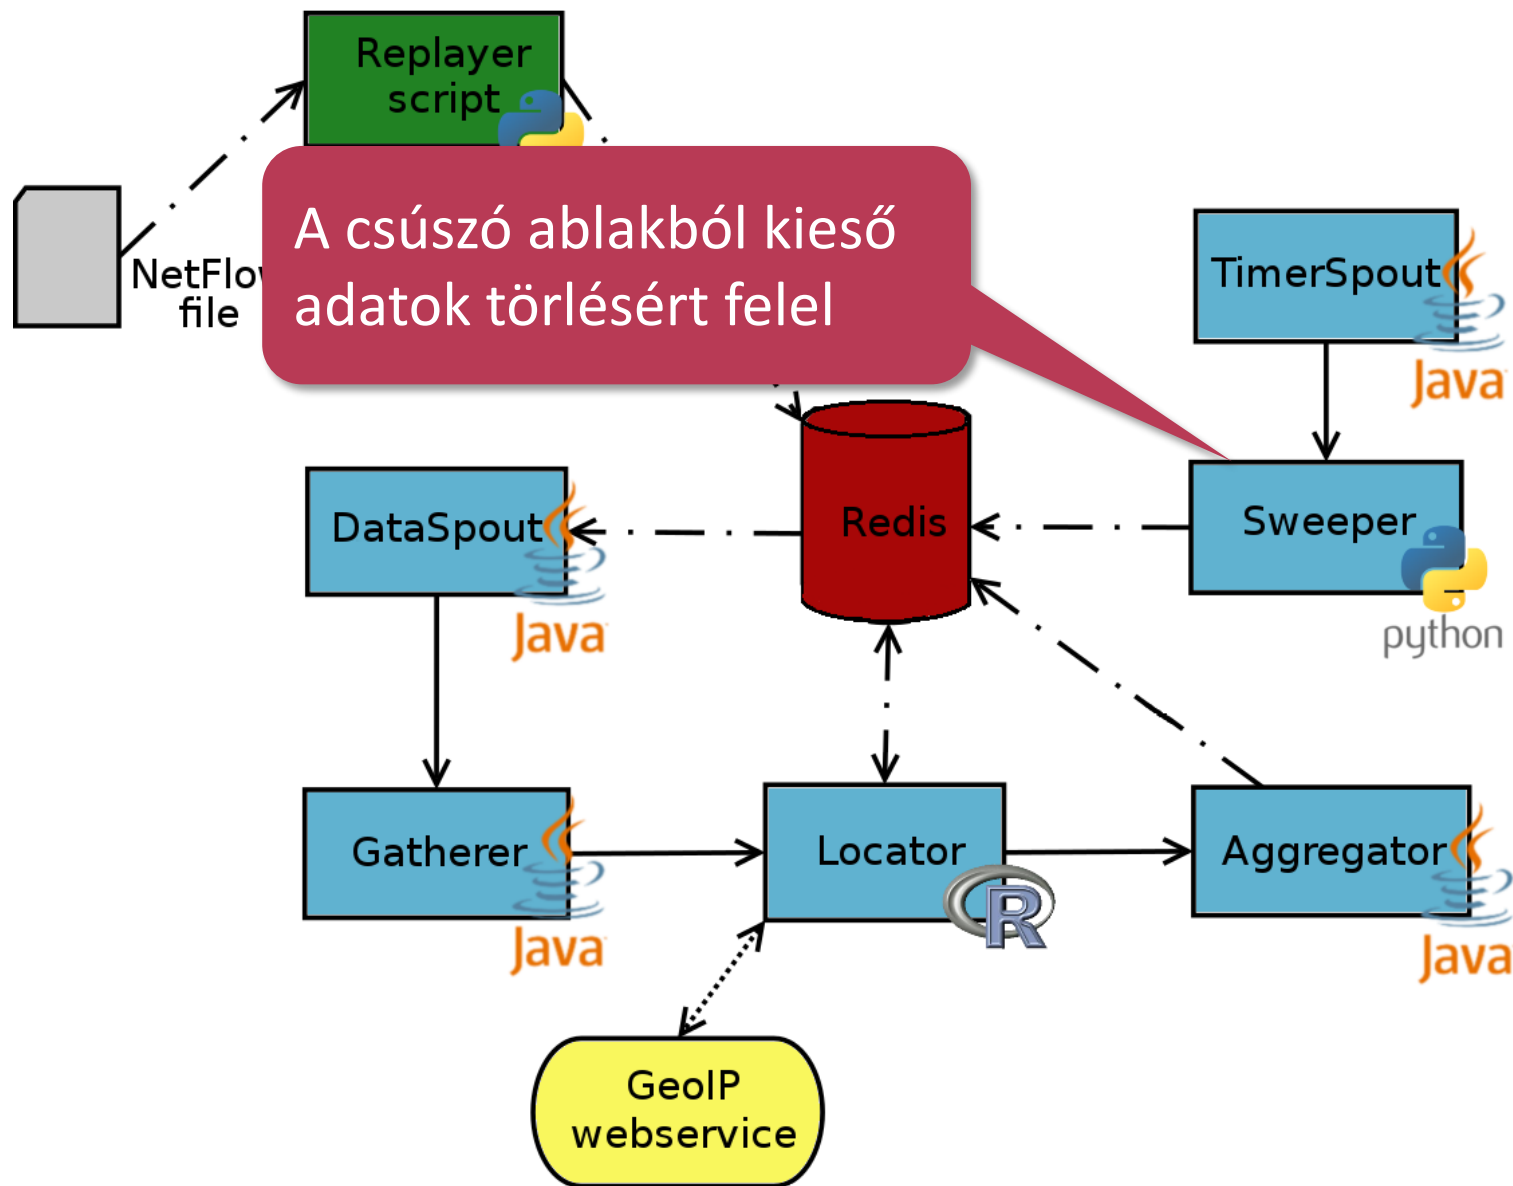 Replayer
script
A csúszó ablakból kieső
adatok törlésért felel
file
TimerSpout
Java
DataSpout
Java
Redis
Sweeper
python
Gatherer
Java
Locator
R
Aggregator
Java
GeoIP
webservice